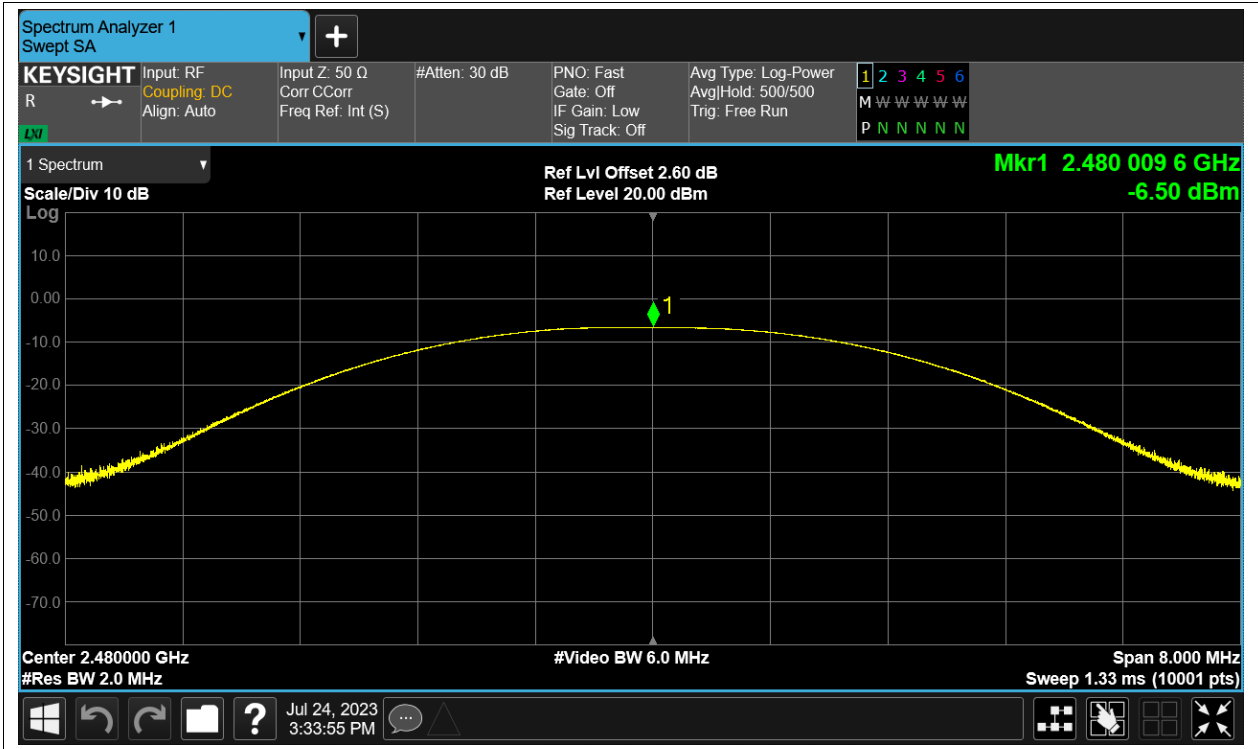 Spectrum Analyzer 1
Swept SA
KEYSIGHT
R
LXI
Input: RF
Coupling: DC
Align: Auto
Input Z: 50 Ω
Corr CCorr
Freq Ref: Int (S)
#Atten: 30 dB
PNO: Fast
Gate: Off
IF Gain: Low
Sig Track: Off
Avg Type: Log-Power
Avg|Hold: 500/500
Trig: Free Run
1 2 3 4 5 6
M W W W W W
P N N N N N
1 Spectrum
Scale/Div 10 dB
Log
Ref Lvl Offset 2.60 dB
Ref Level 20.00 dBm
Mkr1 2.480 009 6 GHz
-6.50 dBm
10.0
0.00
1
-10.0
-20.0
-30.0
-40.0
-50.0
-60.0
-70.0
Center 2.480000 GHz
#Res BW 2.0 MHz
#Video BW 6.0 MHz
Span 8.000 MHz
Sweep 1.33 ms (10001 pts)
?
Jul 24, 2023
3:33:55 PM